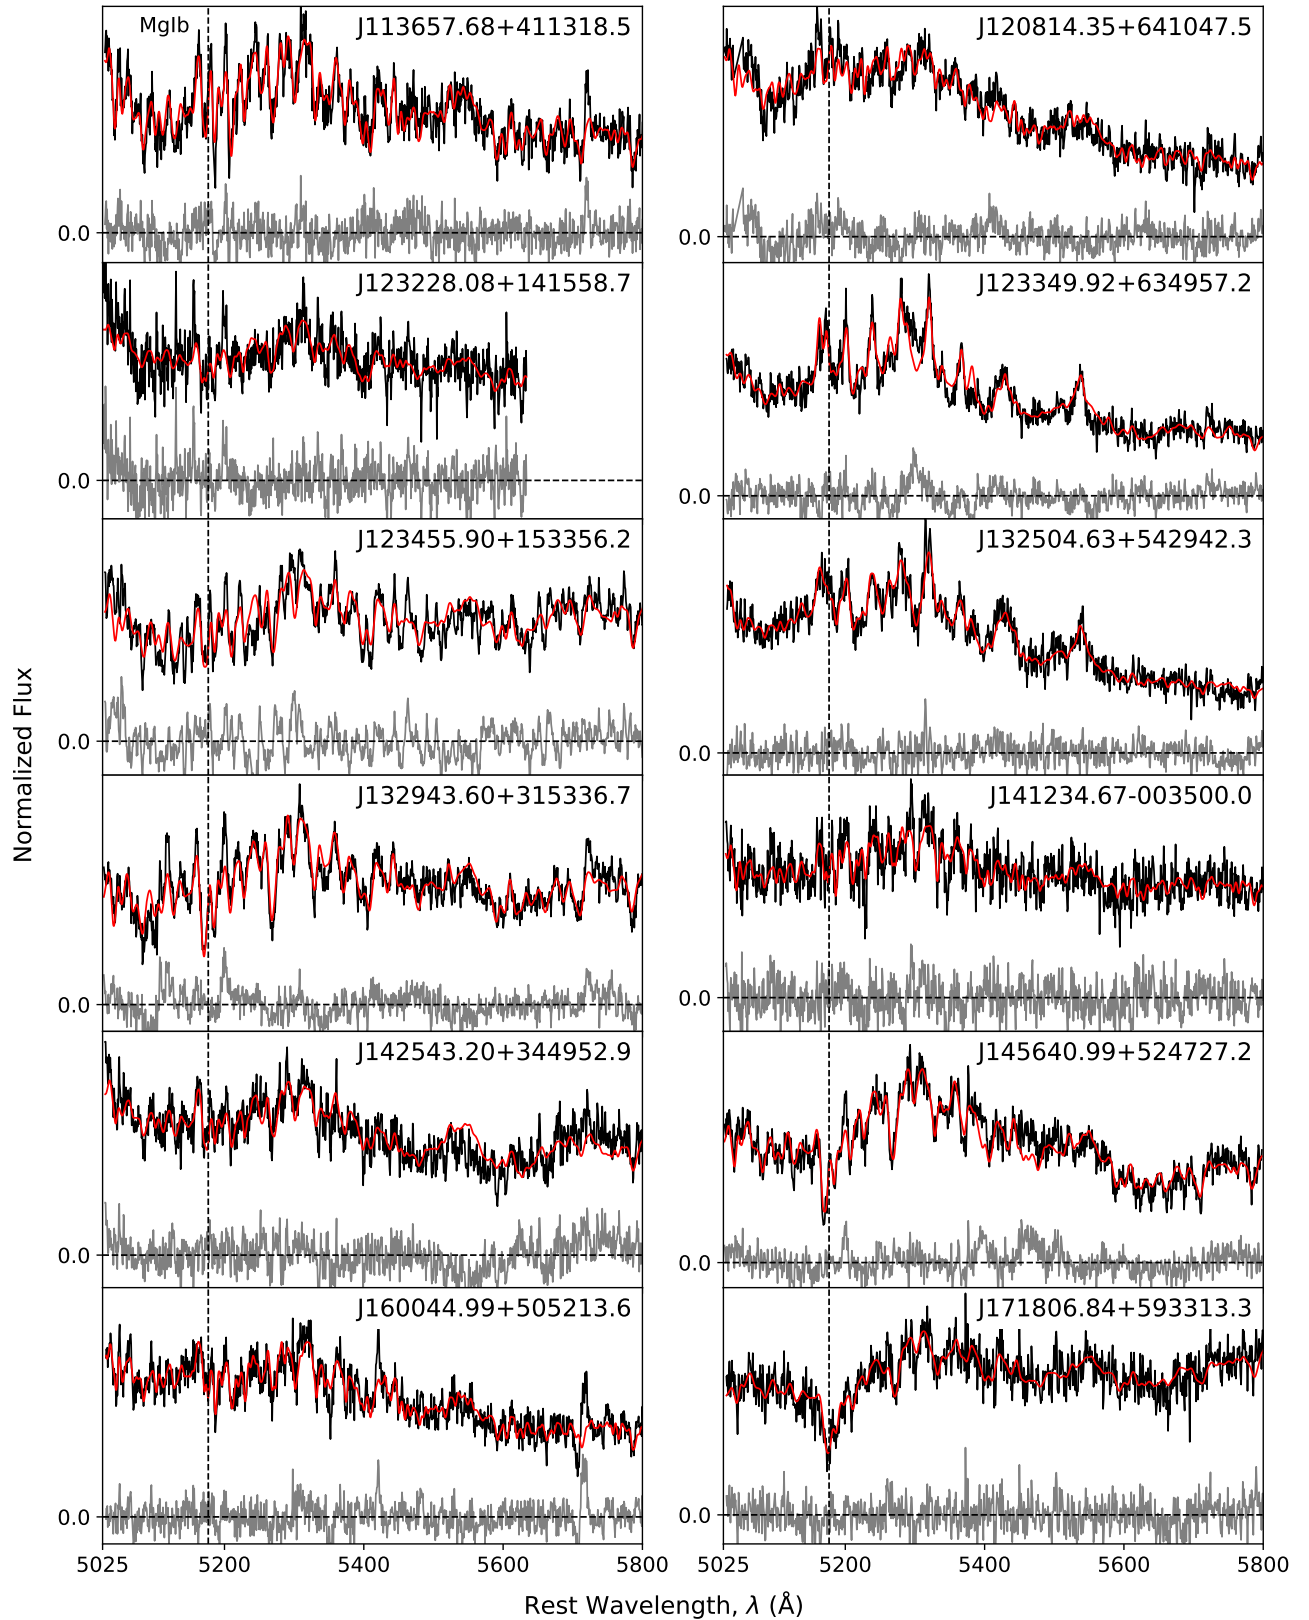 MgIb
J113657.68+411318.5
J120814.35+641047.5
0.0
0.0
J123228.08+141558.7
J123349.92+634957.2
0.0
0.0
J123455.90+153356.2
J132504.63+542942.3
0.0
0.0
Normalized Flux
J132943.60+315336.7
J141234.67-003500.0
0.0
0.0
J142543.20+344952.9
J145640.99+524727.2
0.0
0.0
J160044.99+505213.6
J171806.84+593313.3
0.0
0.0
5025 5200 5400 5600 5800
5025 5200 5400 5600 5800
Rest Wavelength, λ (Å)